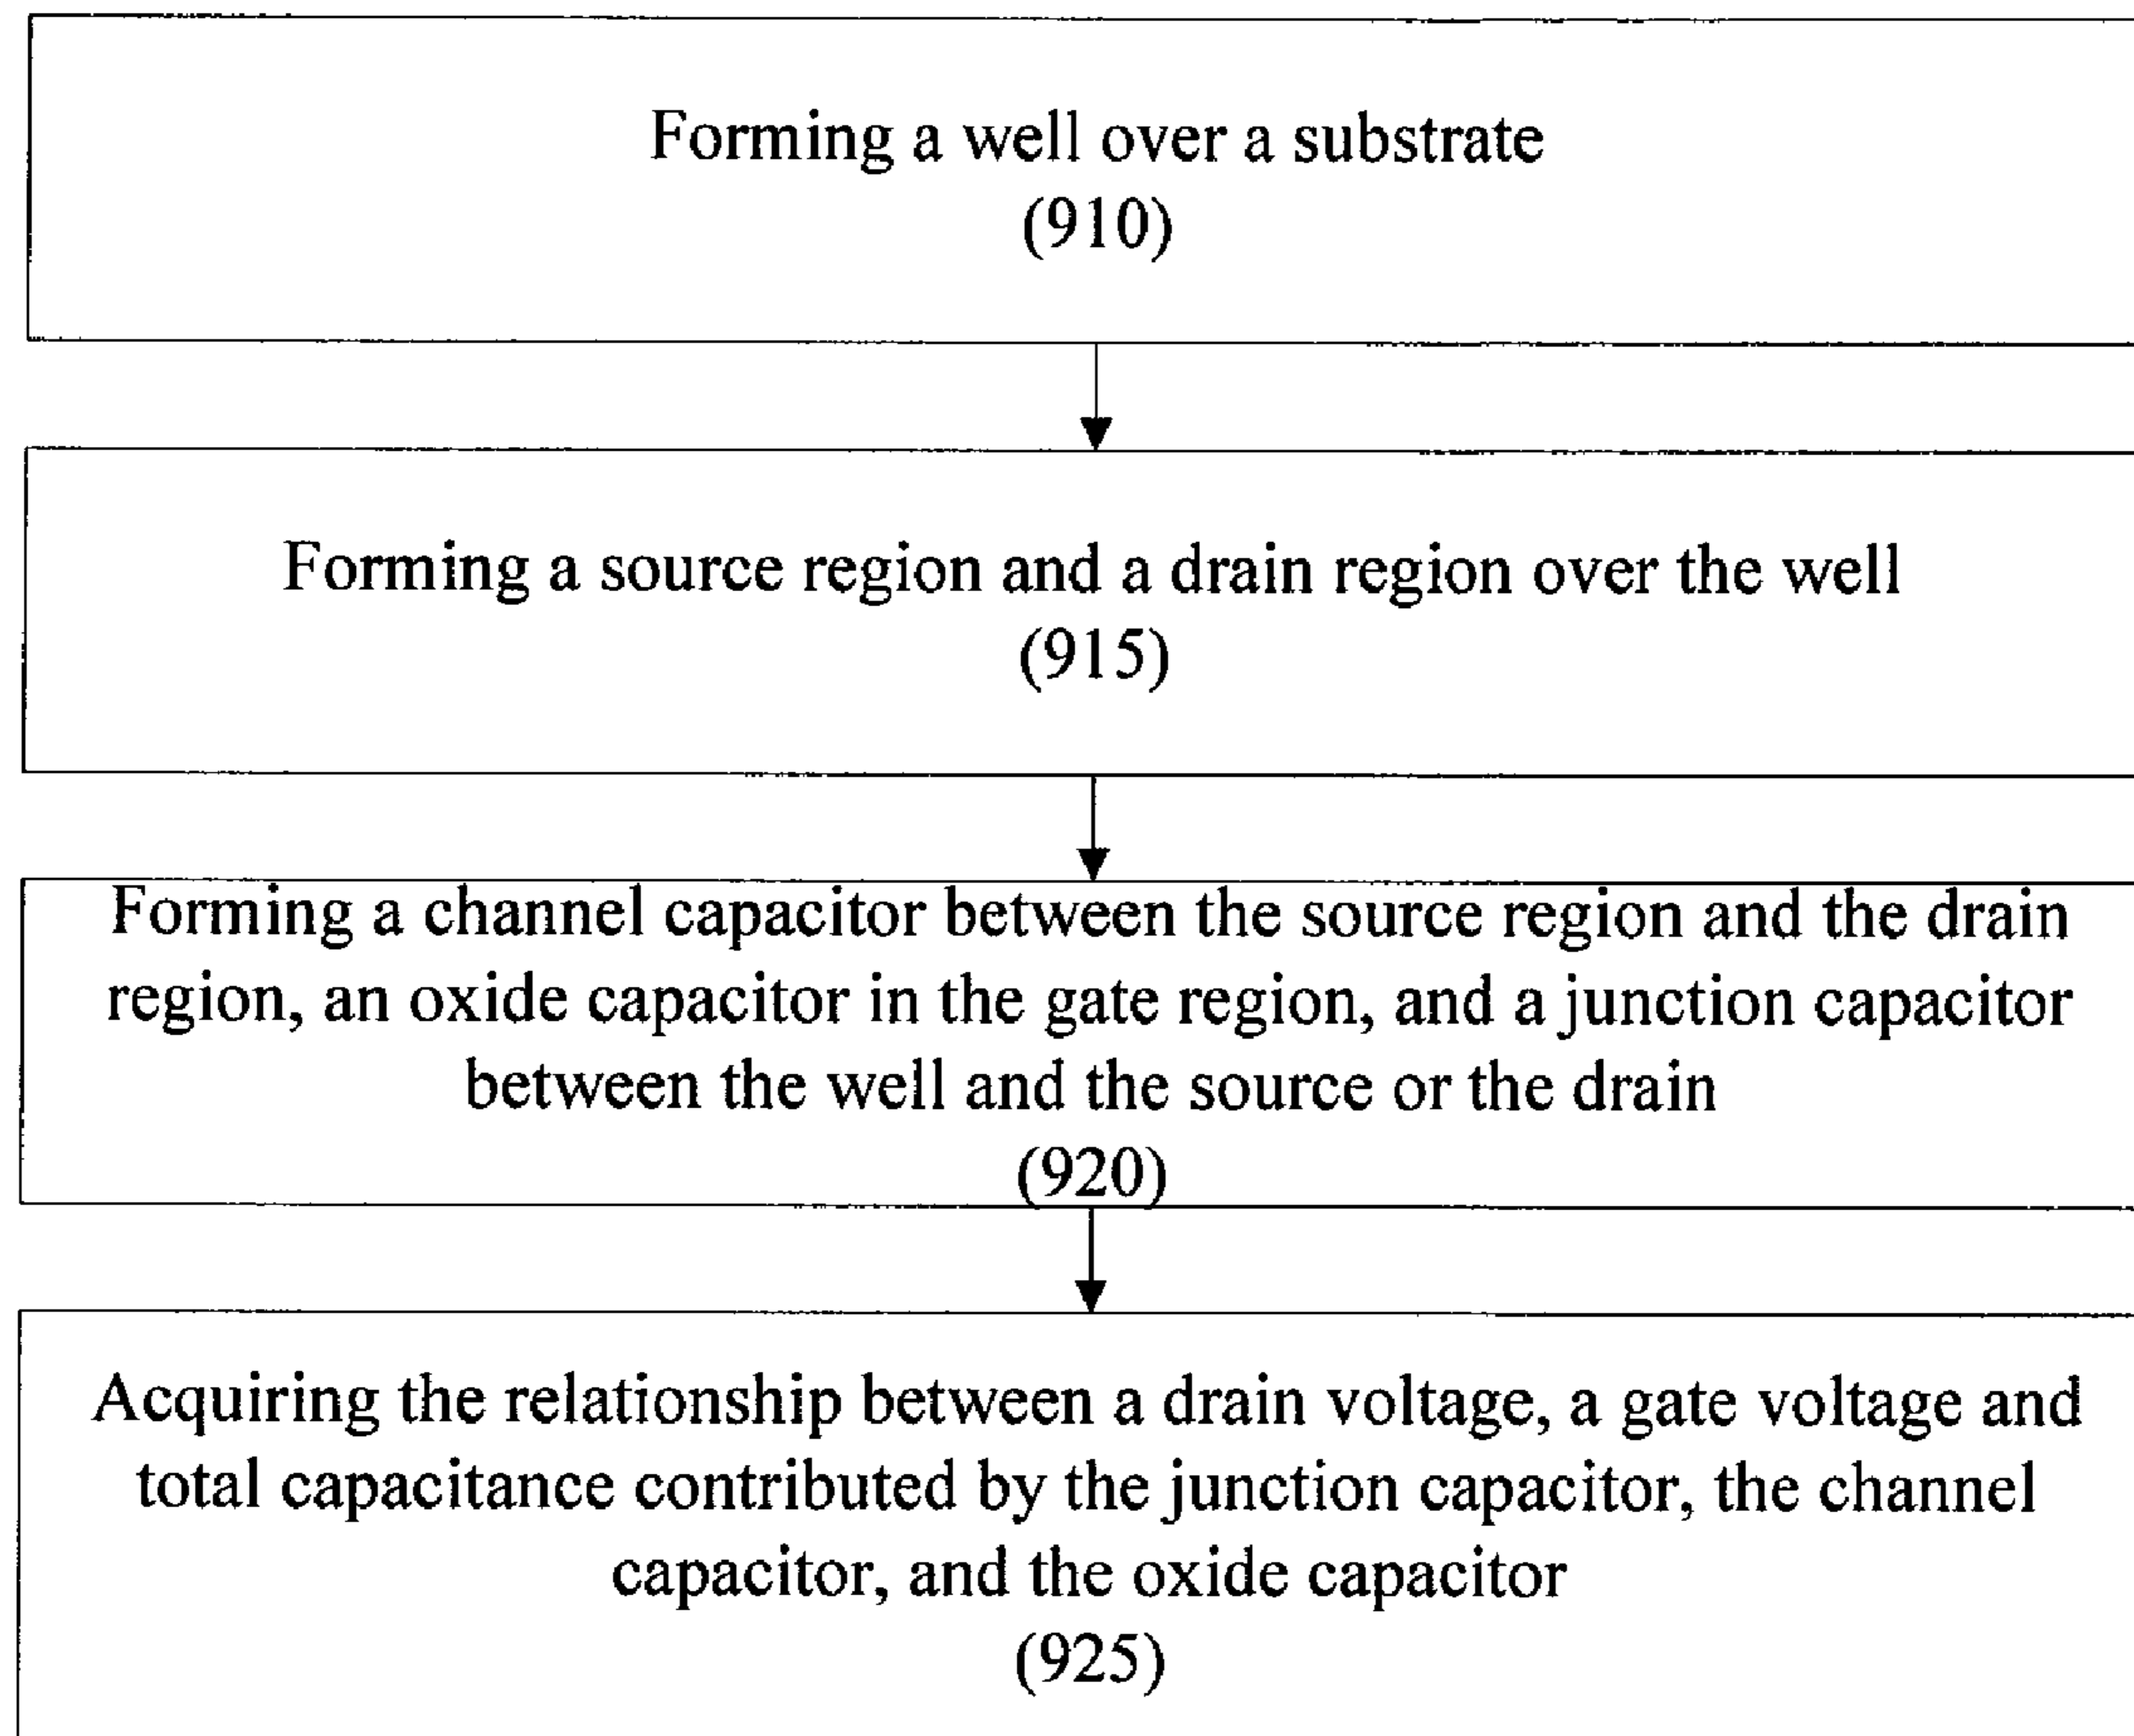 Forming a well over a substrate
(910)
Forming a source region and a drain region over the well
(915)
Forming a channel capacitor between the source region and the drain
region, an oxide capacitor in the gate region, and a junction capacitor
between the well and the source or the drain
(920)
Acquiring the relationship between a drain voltage, a gate voltage and
total capacitance contributed by the junction capacitor, the channel
capacitor, and the oxide capacitor
(925)